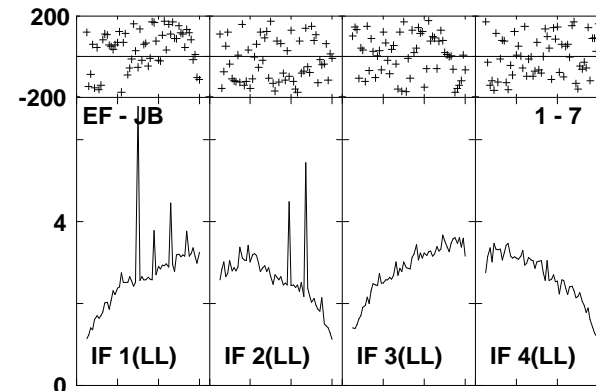 200
-200
EF - JB
1 - 7
4
IF 1(LL)
IF 2(LL)
IF 3(LL)
IF 4(LL)
0